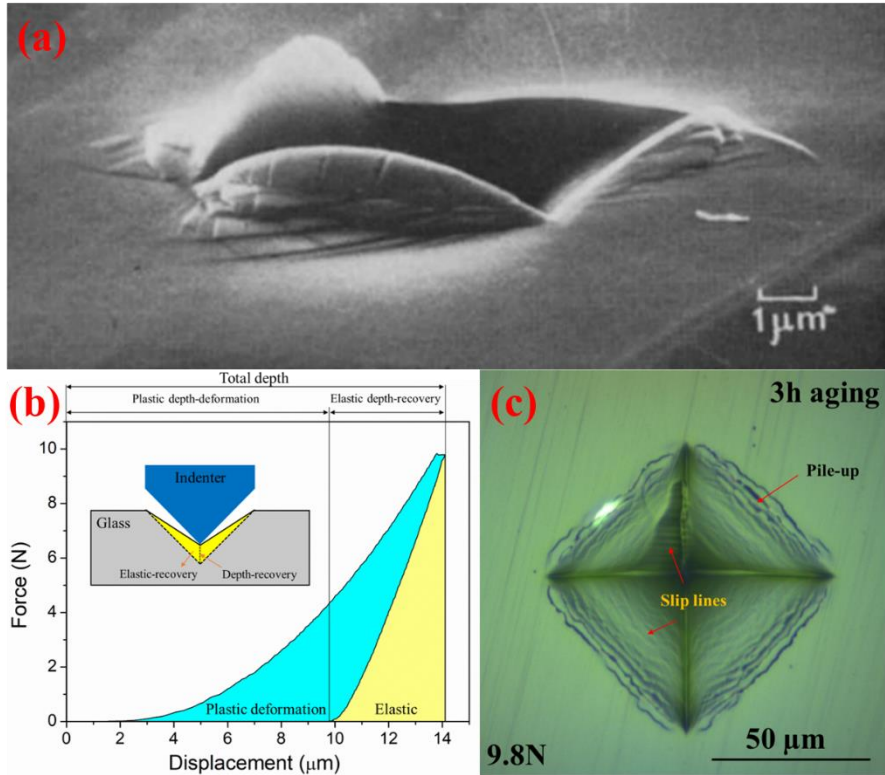 (a)
1 μm
(b)
Total depth
Plastic depth-deformation
Elastic depth-recovery
10
8
6
4
2
0
Force (N)
Indenter
Glass
Elastic-recovery
Depth-recovery
Plastic deformation
Elastic
0 2 4 6 8 10 12 14
Displacement (μm)
(c)
3h aging
Pile-up
Slip lines
9.8N
50 μm